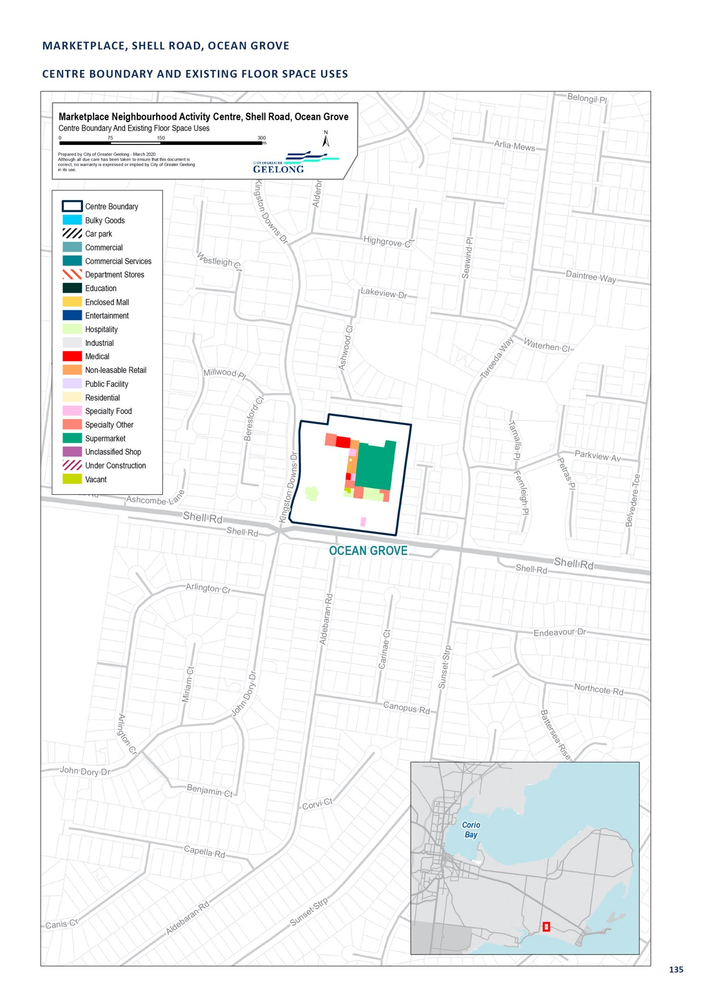 MARKETPLACE, SHELL ROAD, OCEAN GROVE
CENTRE BOUNDARY AND EXISTING FLOOR SPACE USES
Marketplace Neighbourhood Activity Centre, Shell Road, Ocean Grove
Centre Boundary And Existing Floor Space Uses
0 75 150 300
m
N
Prepared by City of Greater Geelong - March 2020
Although all due care has been taken to ensure that this document is
correct, no warranty is expressed or implied by City of Greater Geelong
in its use.
CITY OF GREATER
GEELONG
Centre Boundary
Bulky Goods
Car park
Commercial
Commercial Services
Department Stores
Education
Enclosed Mall
Entertainment
Hospitality
Industrial
Medical
Non-leasable Retail
Public Facility
Residential
Specialty Food
Specialty Other
Supermarket
Unclassified Shop
Under Construction
Vacant
Belongil Pl
Arlia Mews
Kingston Downs Dr
Alderbr
Highgrove Ct
Seawind Pl
Westleigh Ct
Daintree Way
Lakeview Dr
Ashwood Cl
Waterhen Cl
Tareeda Way
Millwood Pl
Beresford Cl
Tarnalla Pl
Parkview Av
Petras Pl
Fernleigh Pl
Belvedere Tce
Kingston Downs Dr
Ashcombe Lane
Shell Rd
Shell Rd
OCEAN GROVE
Shell Rd
Shell Rd
Arlington Cr
Aldebaran Rd
Carinae Ct
Endeavour Dr
Sunset Strp
Miriam Ct
John Dory Dr
Northcote Rd
Canopus Rd
Arlington Cr
Battersea Rise
John Dory Dr
Benjamin Ct
Corvi Ct
Capella Rd
Canis Cr
Aldebaran Rd
Sunset Strp
Corio
Bay
135